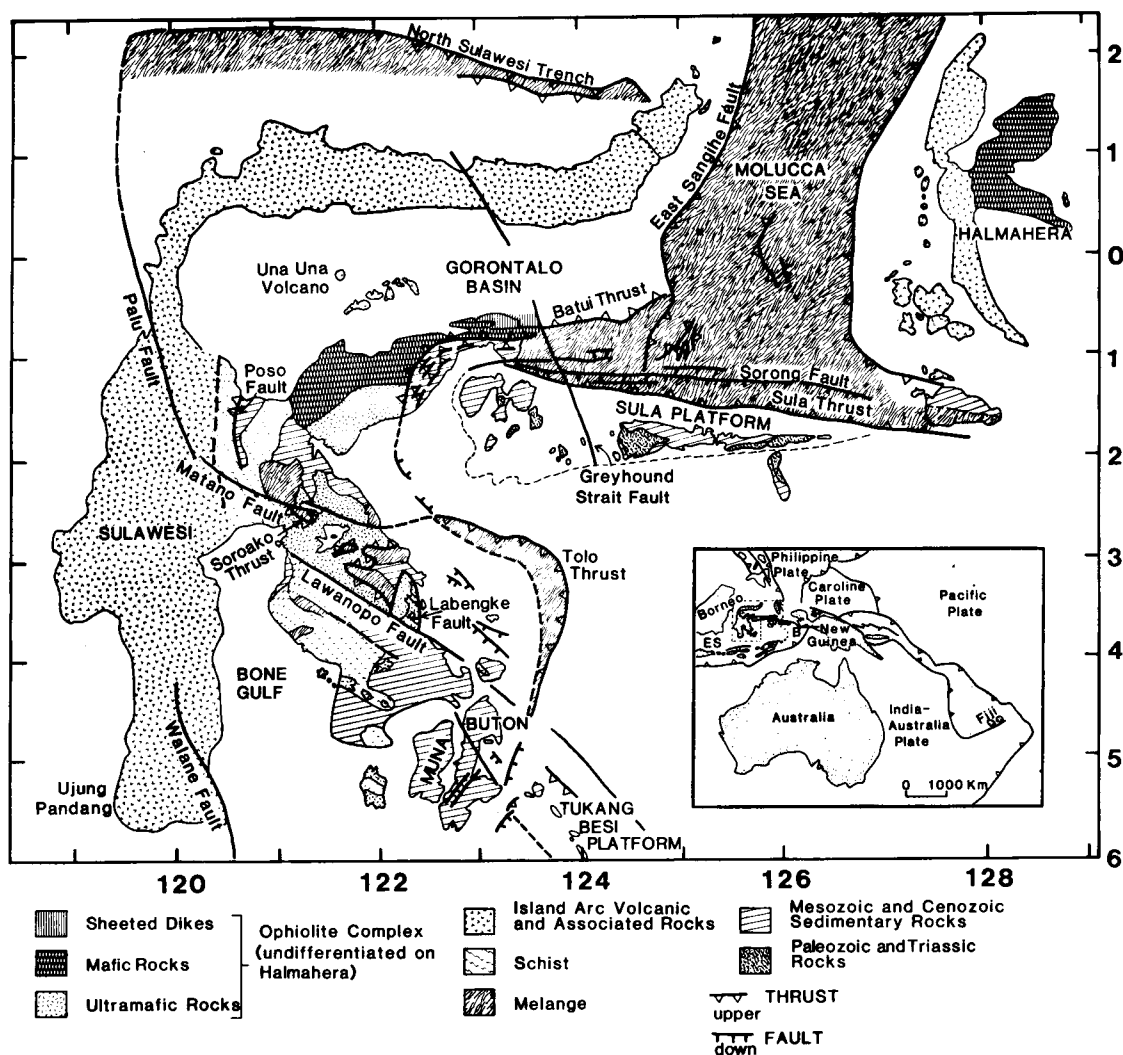 North Sulawesi Trench
East Sangihe Fault
MOLUCCA
SEA
HALMAHERA
Una Una
Volcano
GORONTALO
BASIN
Batui Thrust
Palu Fault
Poso
Fault
Sorong Fault
Sula Thrust
SULA PLATFORM
Greyhound
Strait Fault
Matano Fault
SULAWESI
Soroako
Thrust
Tolo
Thrust
Lawanopo Fault
Labengke
Fault
BONE
GULF
BUTON
MUNA
Walane Fault
Ujung
Pandang
TUKANG
BESI
PLATFORM
2
1
0
1
2
3
4
5
6
120
122
124
126
128
Philippine
Plate
Caroline
Plate
Pacific
Plate
Borneo
ES
B
New
Guinea
Australia
India-
Australia
Plate
Fiji
0 1000 Km
Sheeted Dikes
Mafic Rocks
Ultramafic Rocks
Ophiolite Complex
(undifferentiated on
Halmahera)
Island Arc Volcanic
and Associated Rocks
Schist
Melange
Mesozoic and Cenozoic
Sedimentary Rocks
Paleozoic and Triassic
Rocks
THRUST
upper
FAULT
down